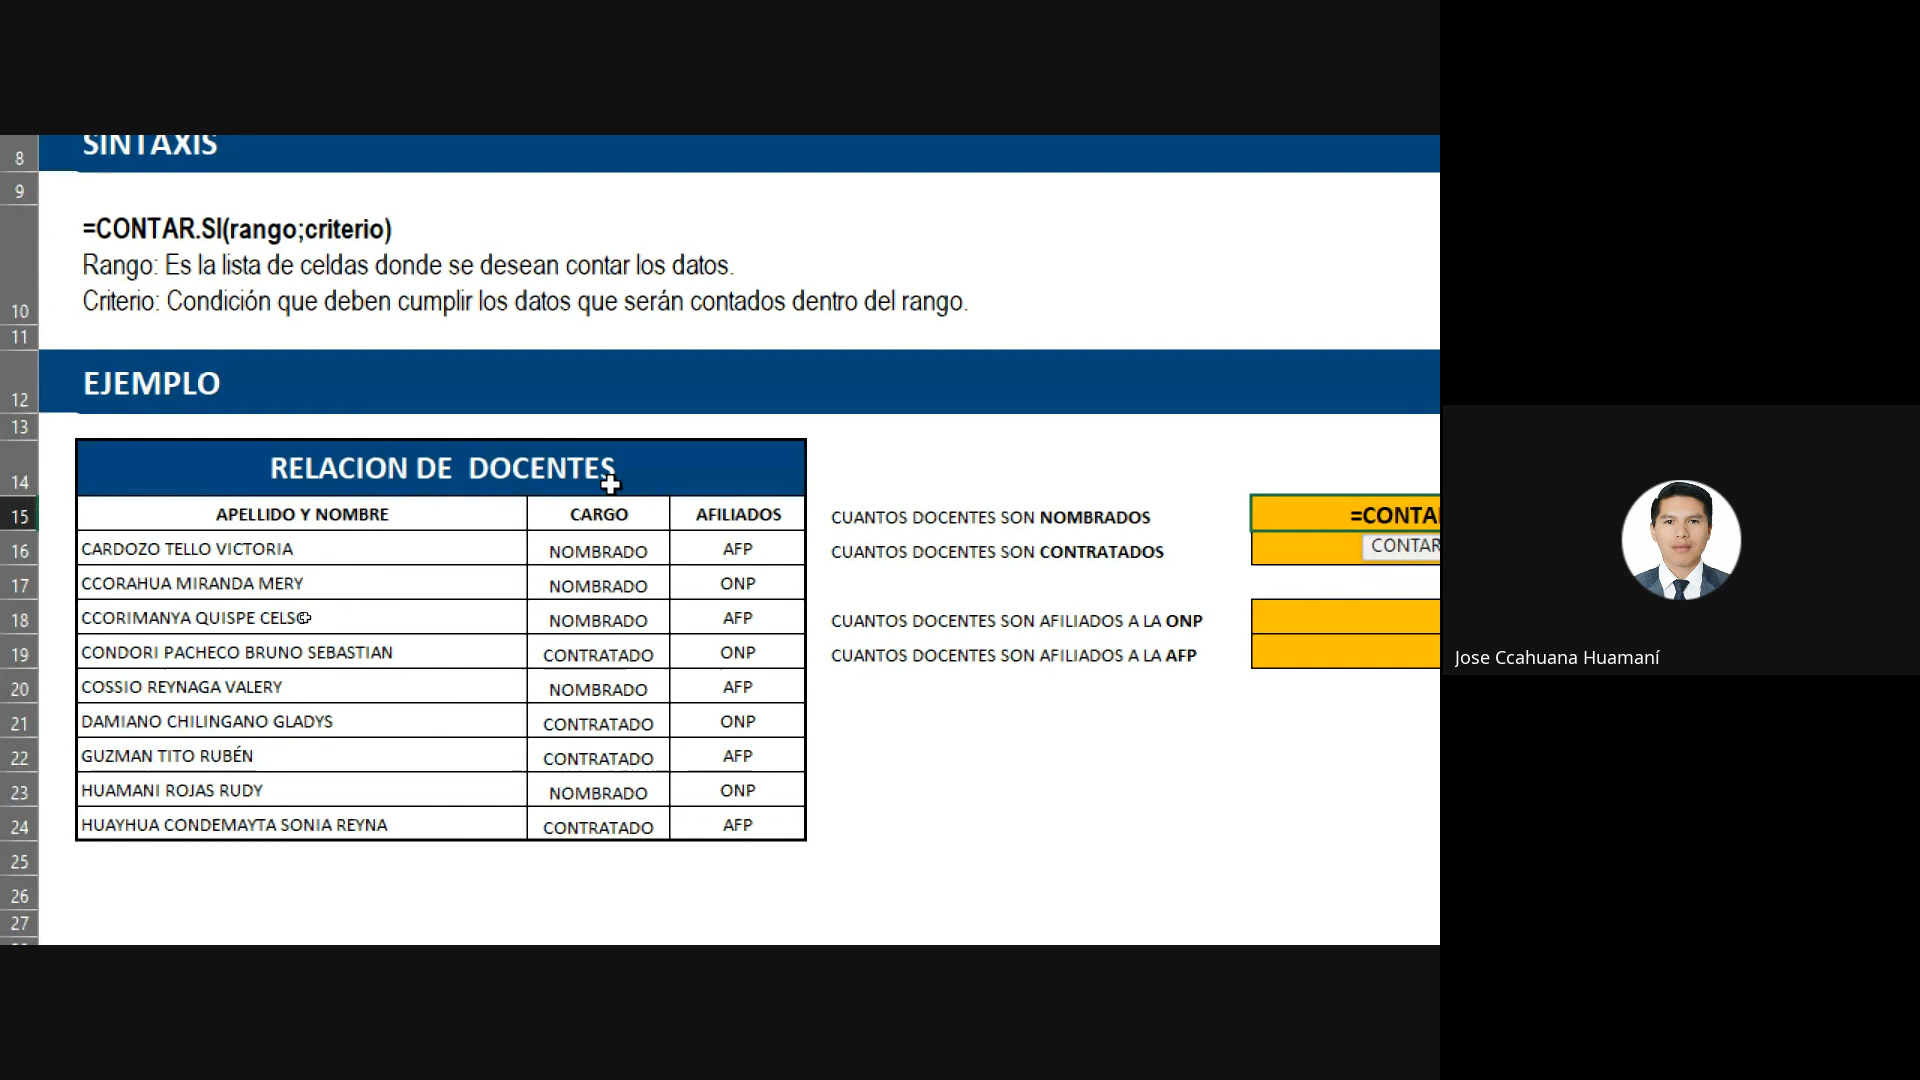 8 SINTAXIS
9
=CONTAR.SI(rango;criterio)
Rango: Es la lista de celdas donde se desean contar los datos.
10 Criterio: Condición que deben cumplir los datos que serán contados dentro del rango.
11
12 EJEMPLO
13
14 RELACION DE DOCENTES
15 APELLIDO Y NOMBRE CARGO AFILIADOS CUANTOS DOCENTES SON NOMBRADOS =CONTA
16 CARDOZO TELLO VICTORIA NOMBRADO AFP CUANTOS DOCENTES SON CONTRATADOS CONTAR
17 CCORAHUA MIRANDA MERY NOMBRADO ONP
18 CCORIMANYA QUISPE CELSO NOMBRADO AFP CUANTOS DOCENTES SON AFILIADOS A LA ONP
19 CONDORI PACHECO BRUNO SEBASTIAN CONTRATADO ONP CUANTOS DOCENTES SON AFILIADOS A LA AFP
20 COSSIO REYNAGA VALERY NOMBRADO AFP
21 DAMIANO CHILINGANO GLADYS CONTRATADO ONP
22 GUZMAN TITO RUBÉN CONTRATADO AFP
23 HUAMANI ROJAS RUDY NOMBRADO ONP
24 HUAYHUA CONDEMAYTA SONIA REYNA CONTRATADO AFP
25
26
27
Jose Ccahuana Huamaní